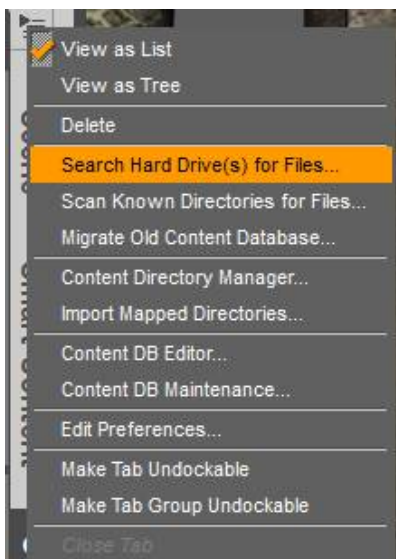 View as List
View as Tree
Delete
Search Hard Drive(s) for Files...
Scan Known Directories for Files...
Migrate Old Content Database...
Content Directory Manager...
Import Mapped Directories...
Content DB Editor...
Content DB Maintenance...
Edit Preferences...
Make Tab Undockable
Make Tab Group Undockable
Close Tab